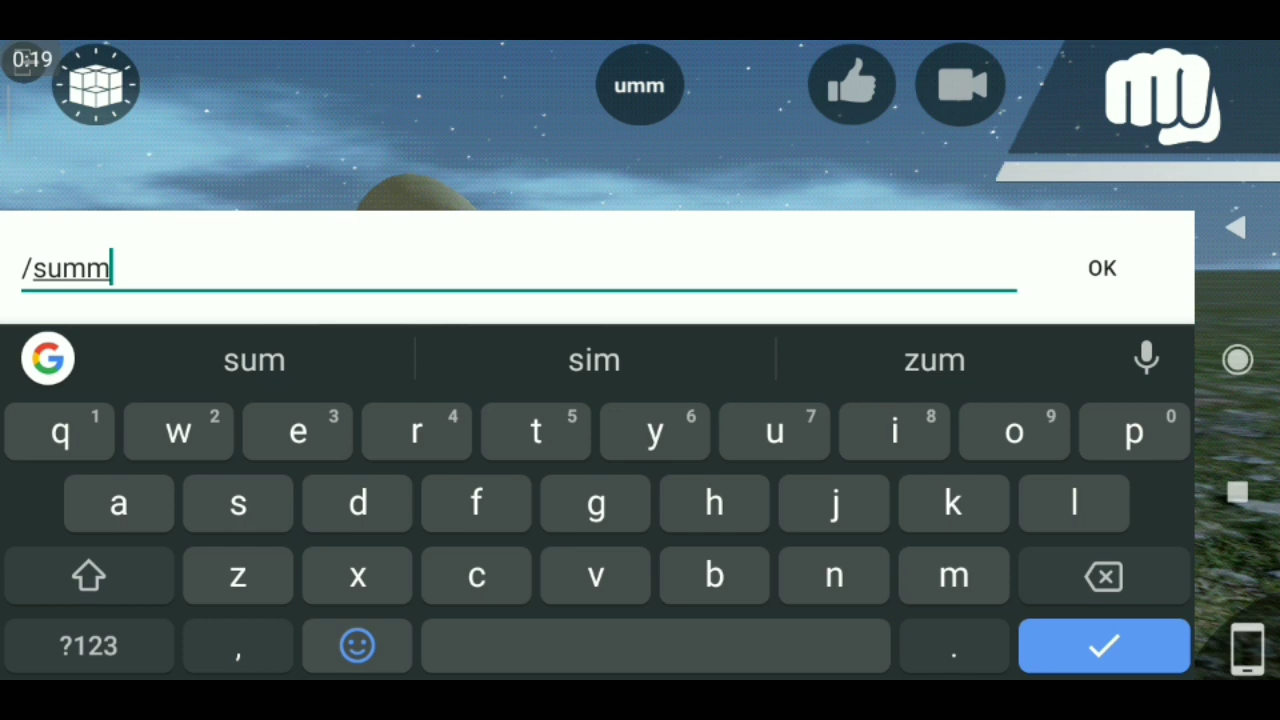 0:19
umm
/summ
OK
sum sim zum
q 1 w 2 e 3 r 4 t 5 y 6 u 7 i 8 o 9 p 0
a s d f g h j k l
z x c v b n m
?123 , .